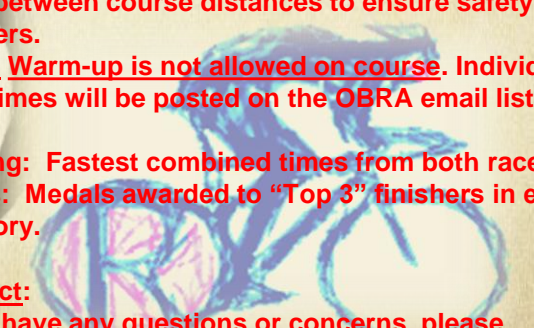 between course distances to ensure safety
ers.
Warm-up is not allowed on course. Individ
imes will be posted on the OBRA email list
ng: Fastest combined times from both race
: Medals awarded to “Top 3” finishers in e
ory.
ct:
have any questions or concerns, please